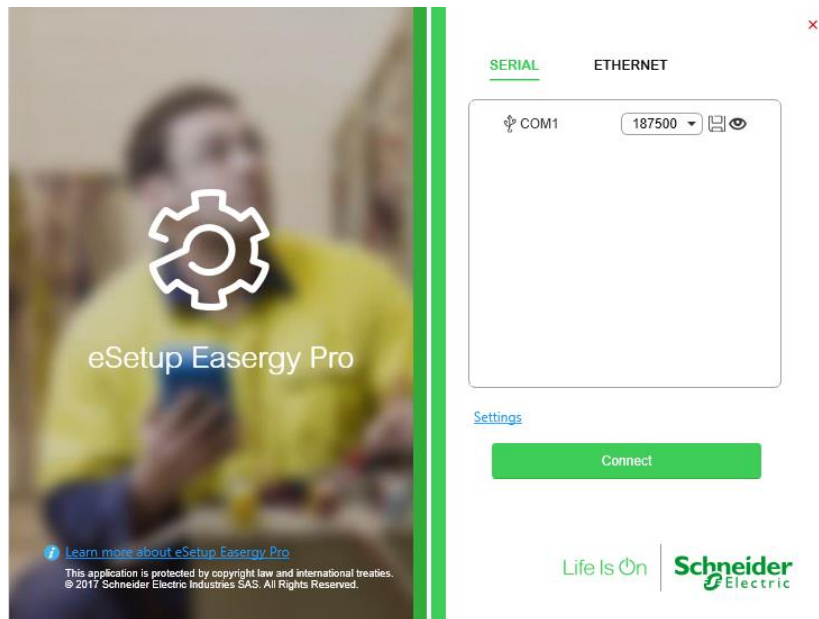 SERIAL ETHERNET
COM1 187500
eSetup Easergy Pro
Settings
Connect
Learn more about eSetup Easergy Pro
This application is protected by copyright law and international treaties.
© 2017 Schneider Electric Industries SAS. All Rights Reserved.
Life Is On Schneider
Electric